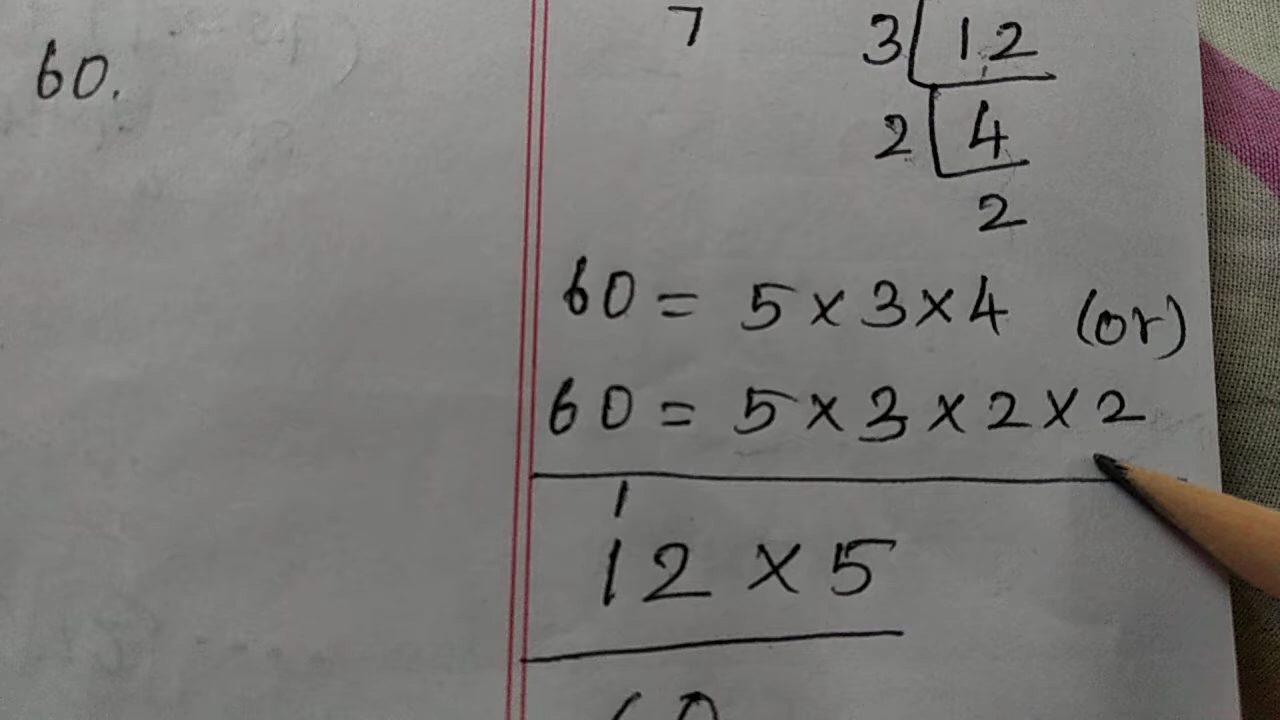 60.
7
3 12
2 4
2
60 = 5 × 3 × 4 (or)
60 = 5 × 3 × 2 × 2
1
12 × 5
60